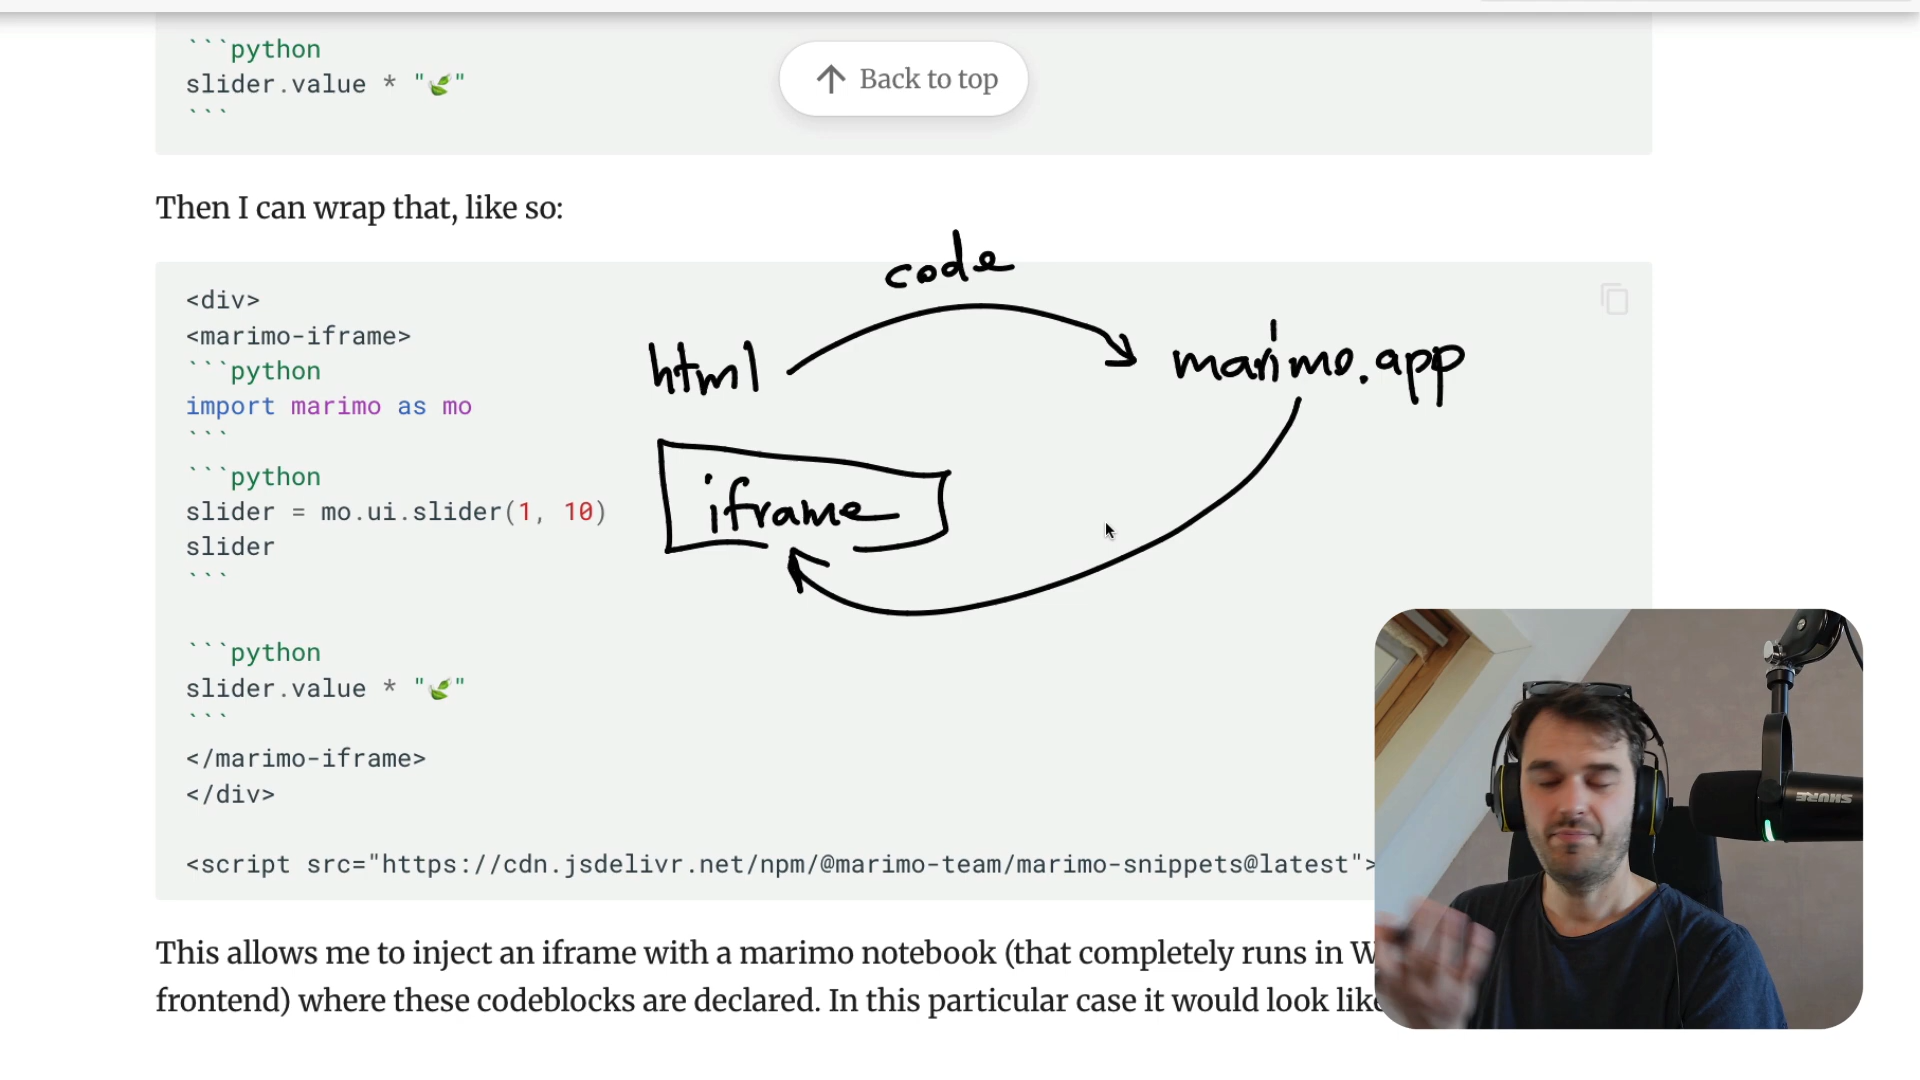 ```python
slider.value * "🍃"
```
Back to top
Then I can wrap that, like so:
<div>
<marimo-iframe>
```python
import marimo as mo
```
```python
slider = mo.ui.slider(1, 10)
slider
```
```python
slider.value * "🍃"
```
</marimo-iframe>
</div>
<script src="https://cdn.jsdelivr.net/npm/@marimo-team/marimo-snippets@latest">
code
html
marimo.app
iframe
This allows me to inject an iframe with a marimo notebook (that completely runs in
frontend) where these codeblocks are declared. In this particular case it would look
SHURE